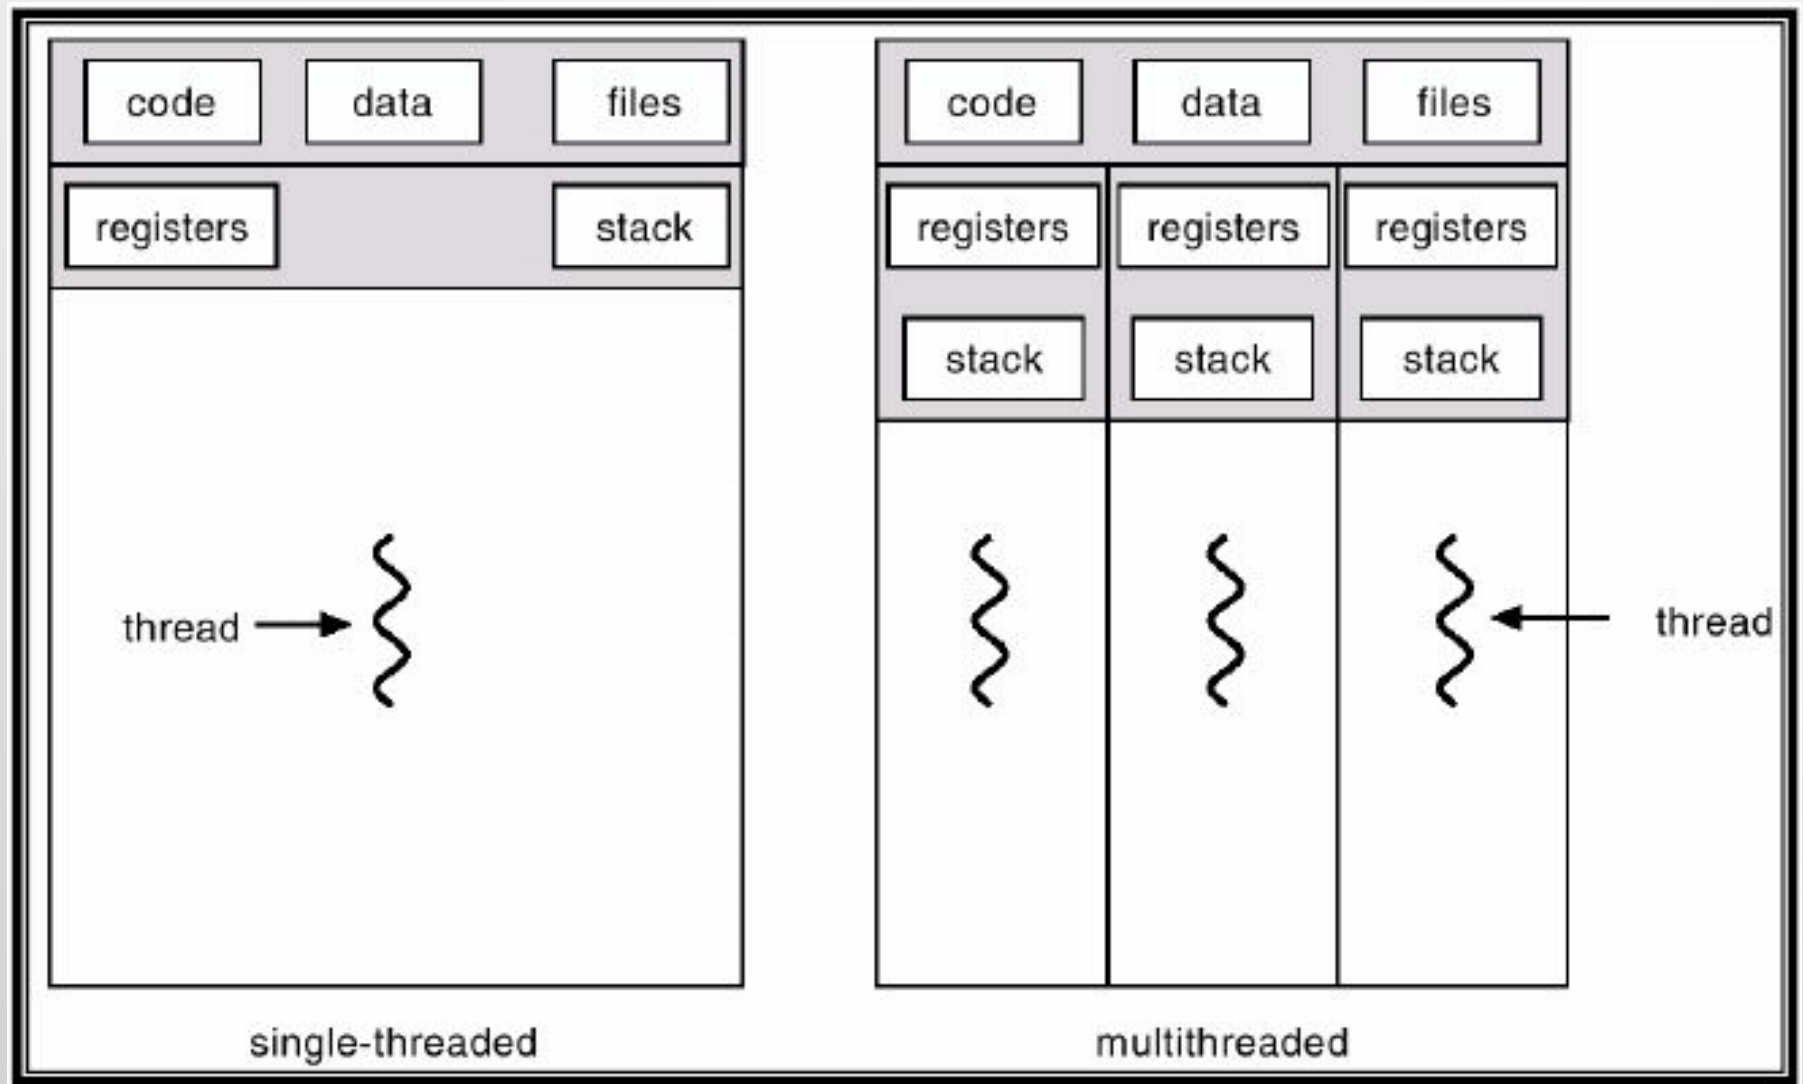 code data files
registers stack
thread
single-threaded
code data files
registers registers registers
stack stack stack
thread
multithreaded